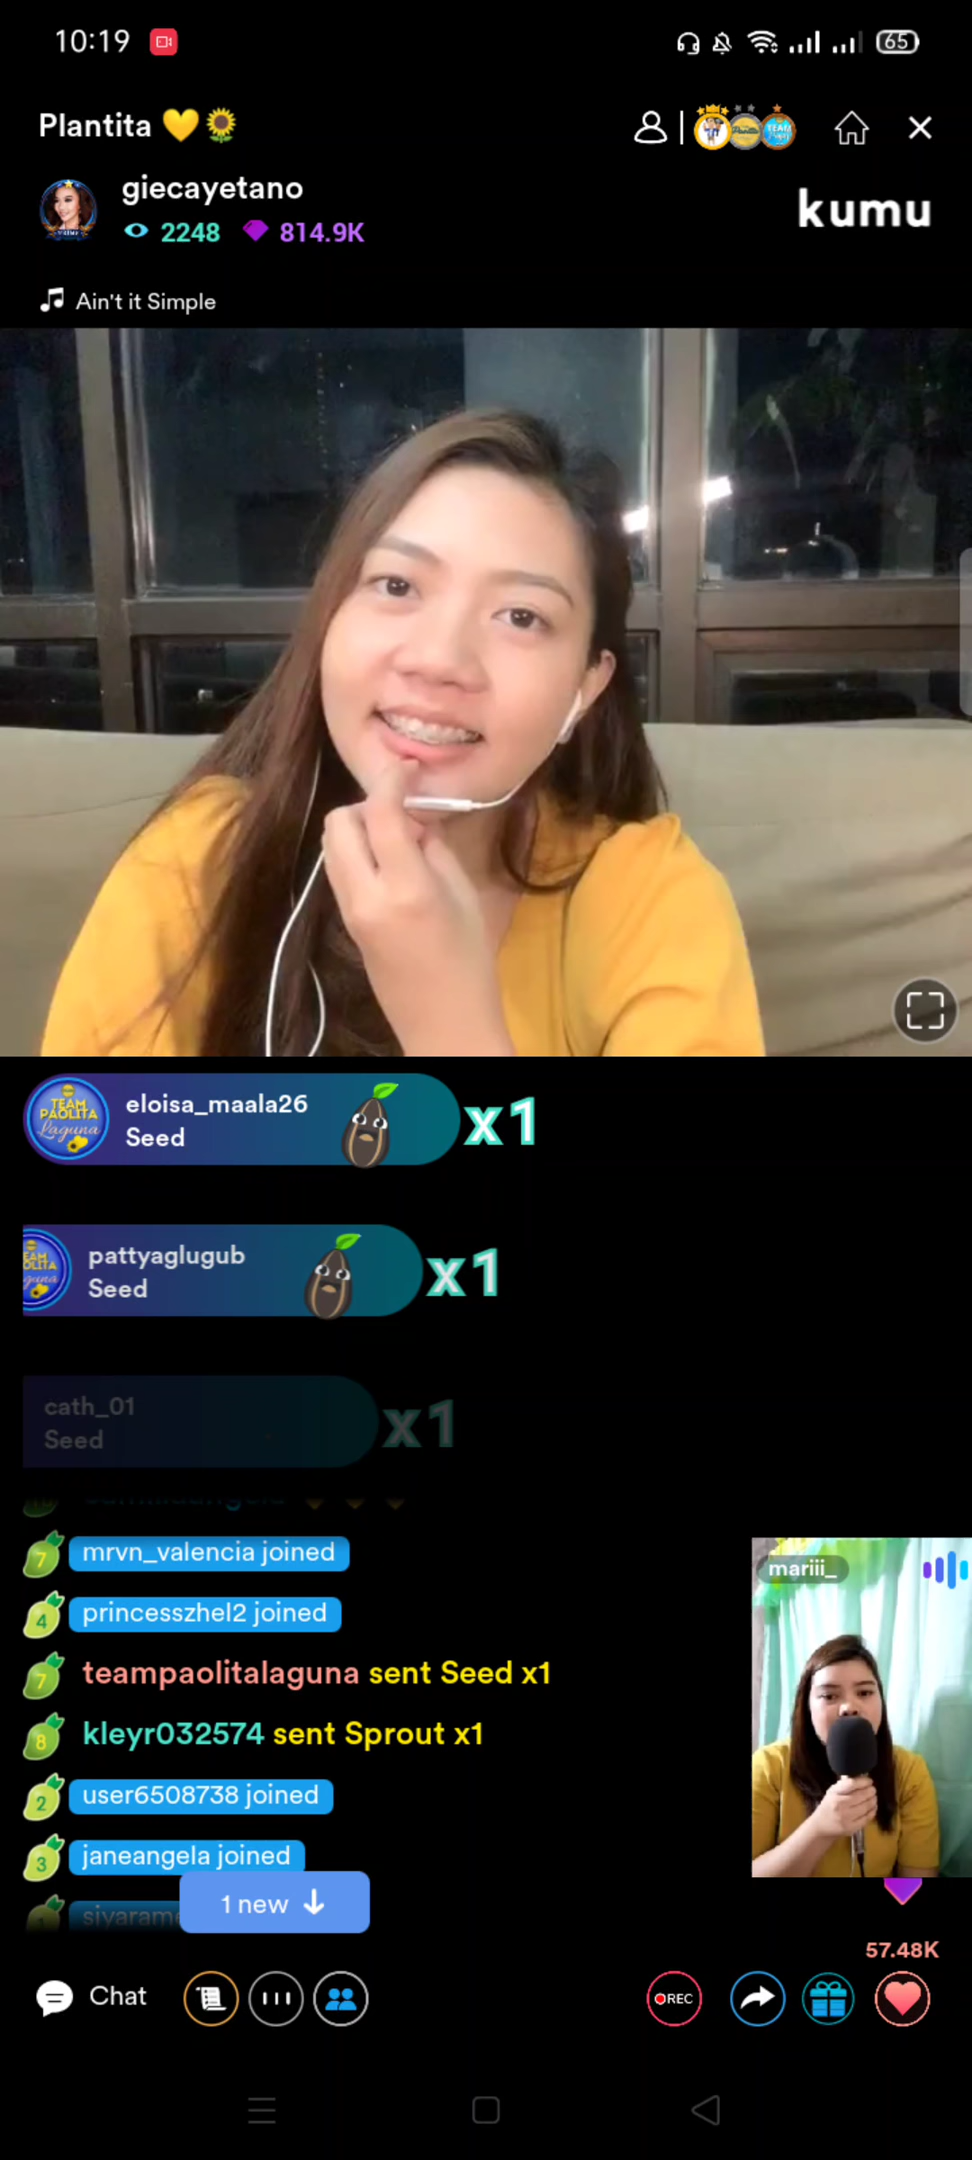 10:19
65
Plantita 💛🌻
giecayetano
2248 814.9K
kumu
Ain't it Simple
TEAM PAOLITA Laguna
eloisa_maala26
Seed
x1
pattyaglugub
Seed
x1
cath_01
Seed
x1
7 mrvn_valencia joined
4 princesszhel2 joined
7 teampaolitalaguna sent Seed x1
8 kleyr032574 sent Sprout x1
2 user6508738 joined
3 janeangela joined
1 new ↓
mariii_
57.48K
Chat
REC